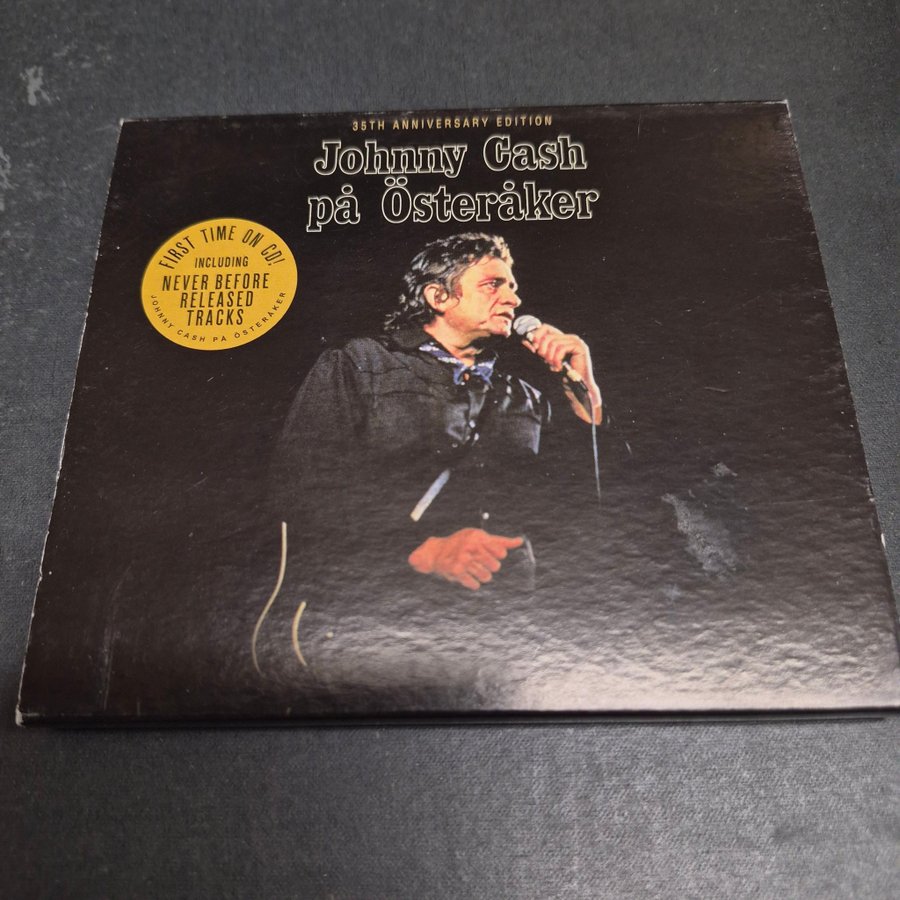 35TH ANNIVERSARY EDITION
Johnny Cash
på Österåker
FIRST TIME ON CD!
INCLUDING
NEVER BEFORE
RELEASED
TRACKS
JOHNNY CASH PÅ ÖSTERÅKER